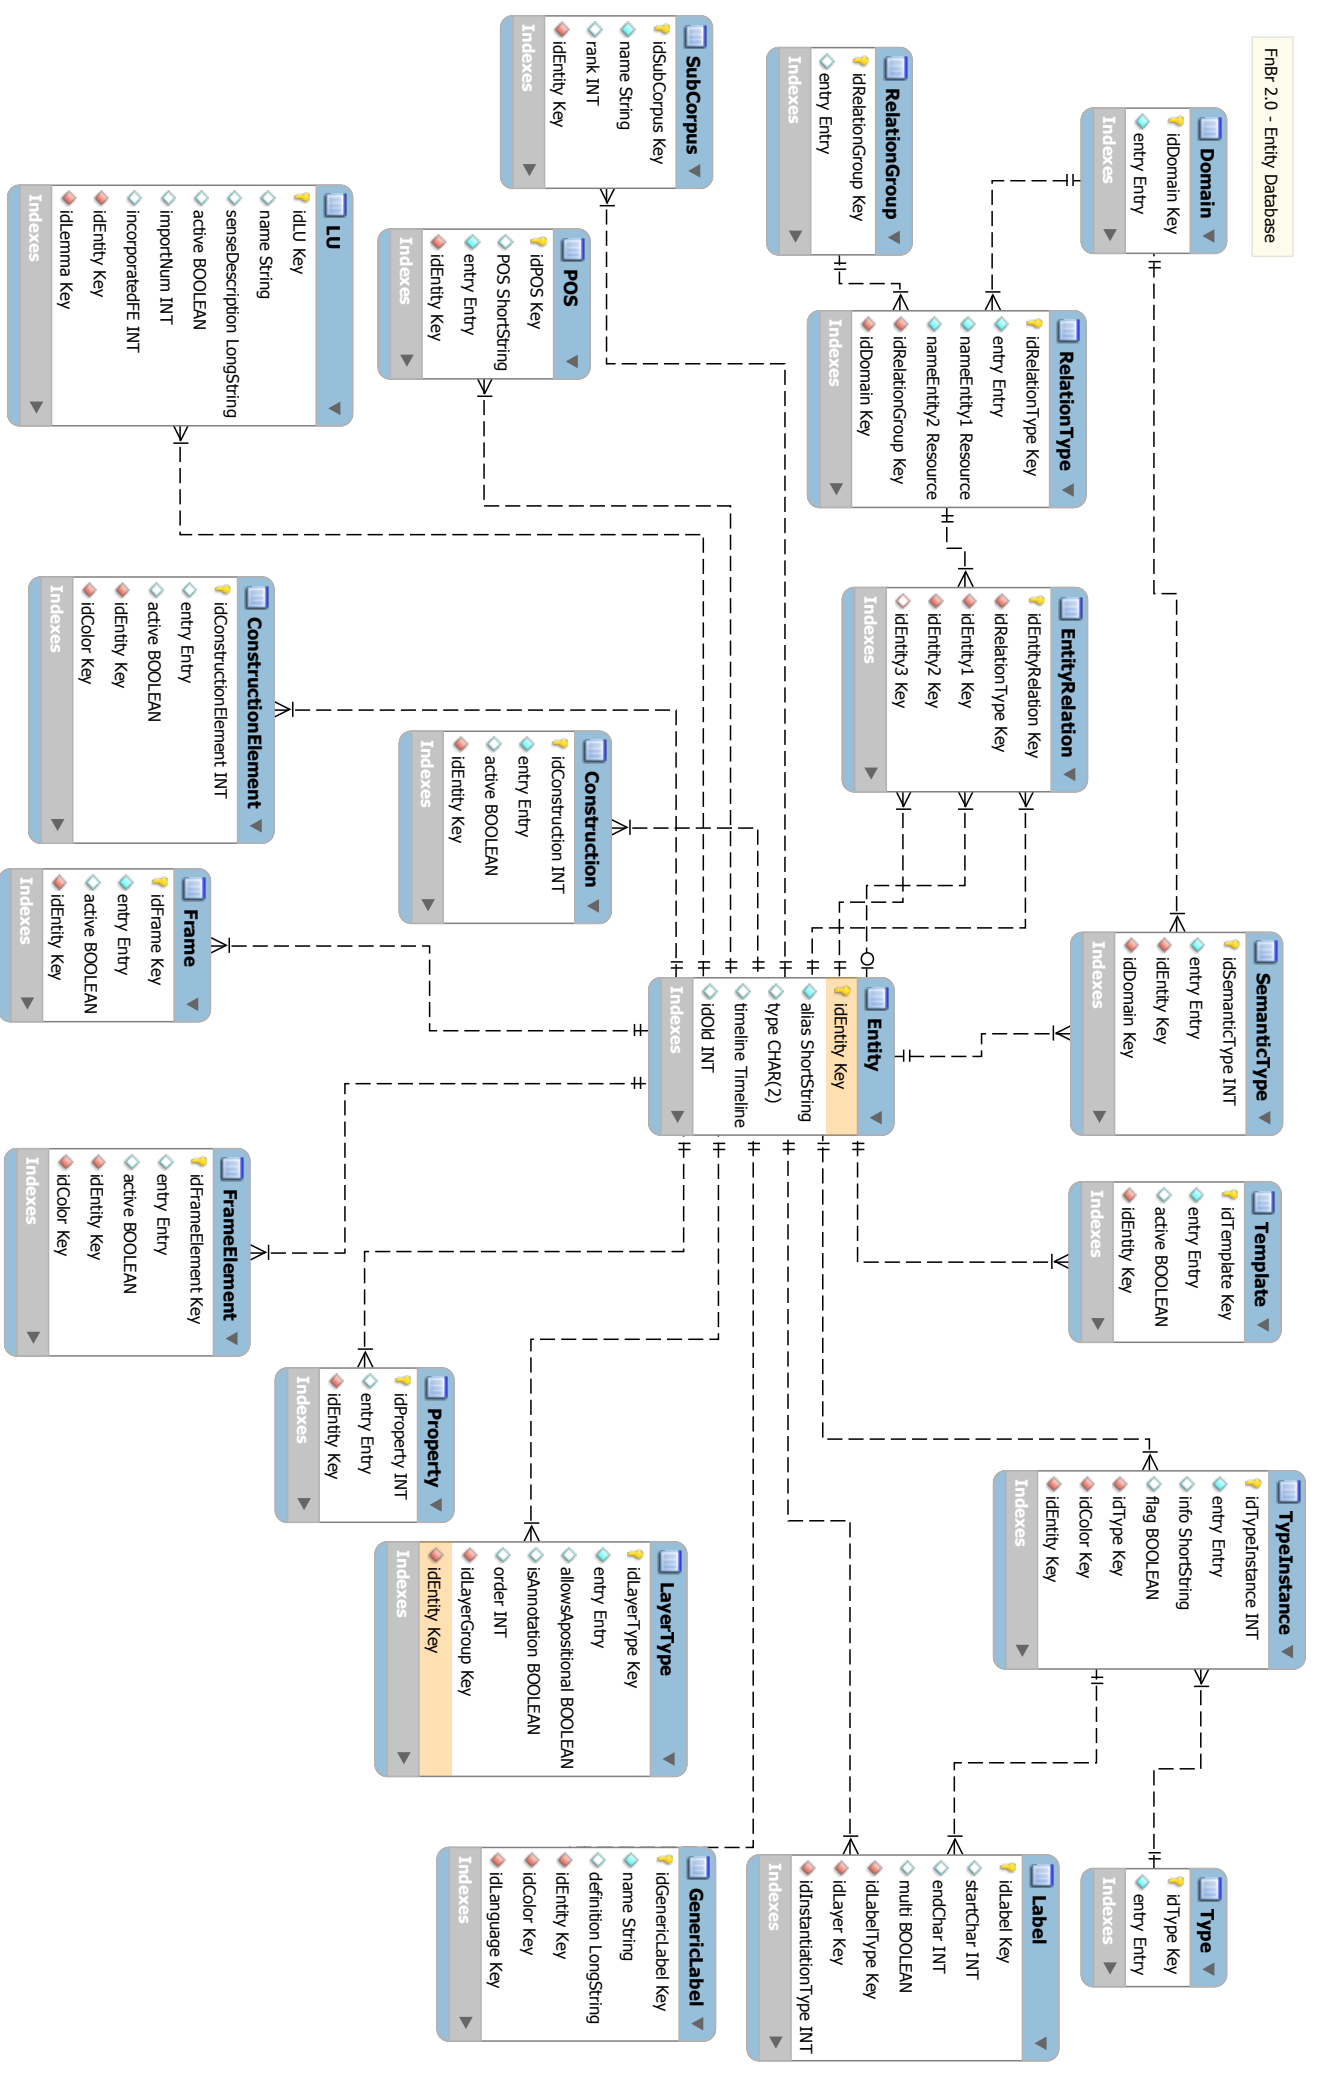 FnBr 2.0 - Entity Database
Domain
idDomain Key
entry Entry
Indexes
RelationGroup
idRelationGroup Key
entry Entry
Indexes
SubCorpus
idSubCorpus Key
name String
rank INT
idEntity Key
Indexes
POS
idPOS Key
POS ShortString
entry Entry
idEntity Key
Indexes
LU
idLU Key
name String
senseDescription LongString
active BOOLEAN
importNum INT
incorporatedFE INT
idEntity Key
idLemma Key
Indexes
RelationType
idRelationType Key
entry Entry
nameEntity1 Resource
nameEntity2 Resource
idRelationGroup Key
idDomain Key
Indexes
EntityRelation
idEntityRelation Key
idRelationType Key
idEntity1 Key
idEntity2 Key
idEntity3 Key
Indexes
ConstructionElement
idConstructionElement INT
entry Entry
active BOOLEAN
idEntity Key
idColor Key
Indexes
Construction
idConstruction INT
entry Entry
active BOOLEAN
idEntity Key
Indexes
Frame
idFrame Key
entry Entry
active BOOLEAN
idEntity Key
Indexes
SemanticType
idSemanticType INT
entry Entry
idEntity Key
idDomain Key
Indexes
Entity
idEntity Key
alias ShortString
type CHAR(2)
timeline Timeline
idOld INT
Indexes
Template
idTemplate Key
entry Entry
active BOOLEAN
idEntity Key
Indexes
FrameElement
idFrameElement Key
entry Entry
active BOOLEAN
idEntity Key
idColor Key
Indexes
Property
idProperty INT
entry Entry
idEntity Key
Indexes
TypeInstance
idTypeInstance INT
entry Entry
info ShortString
flag BOOLEAN
idType Key
idColor Key
idEntity Key
Indexes
LayerType
idLayerType Key
entry Entry
allowsApositional BOOLEAN
isAnnotation BOOLEAN
order INT
idLayerGroup Key
idEntity Key
Indexes
Type
idType Key
entry Entry
Indexes
Label
idLabel Key
startChar INT
endChar INT
multi BOOLEAN
idLabelType Key
idLayer Key
idInstantiationType INT
Indexes
GenericLabel
idGenericLabel Key
name String
definition LongString
idEntity Key
idColor Key
idLanguage Key
Indexes